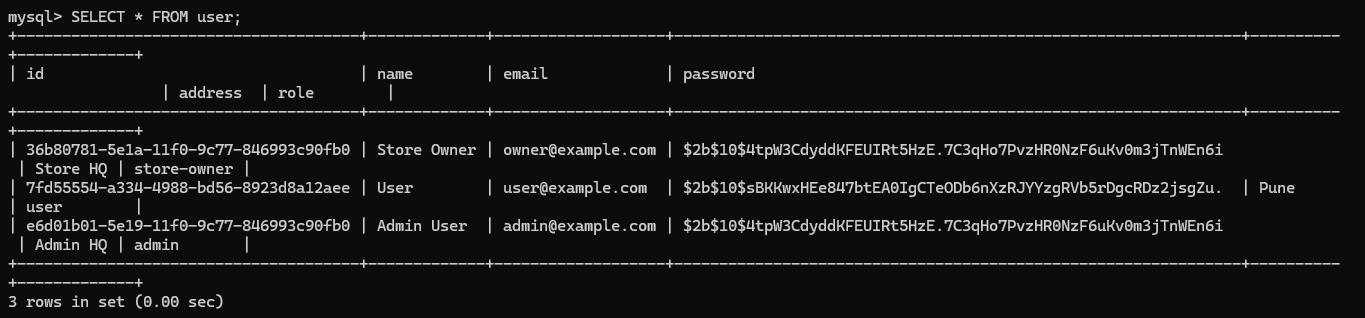 mysql> SELECT * FROM user;
+--------------------------------------+-------------+-------------------+---------------------------------------------------------------+----------
+-------------+
| id                                   | name        | email             | password
                 | address  | role        |
+--------------------------------------+-------------+-------------------+---------------------------------------------------------------+----------
+-------------+
| 36b80781-5e1a-11f0-9c77-846993c90fb0 | Store Owner | owner@example.com | $2b$10$4tpW3CdyddKFEUIRt5HzE.7C3qHo7PvzHR0NzF6uKv0m3jTnWEn6i
 | Store HQ | store-owner |
| 7fd55554-a334-4988-bd56-8923d8a12aee | User        | user@example.com  | $2b$10$sBKKwxHEe847btEA0IgCTeODb6nXzRJYYzgRVb5rDgcRDz2jsgZu.  | Pune
| user        |
| e6d01b01-5e19-11f0-9c77-846993c90fb0 | Admin User  | admin@example.com | $2b$10$4tpW3CdyddKFEUIRt5HzE.7C3qHo7PvzHR0NzF6uKv0m3jTnWEn6i
 | Admin HQ | admin       |
+--------------------------------------+-------------+-------------------+---------------------------------------------------------------+----------
+-------------+
3 rows in set (0.00 sec)